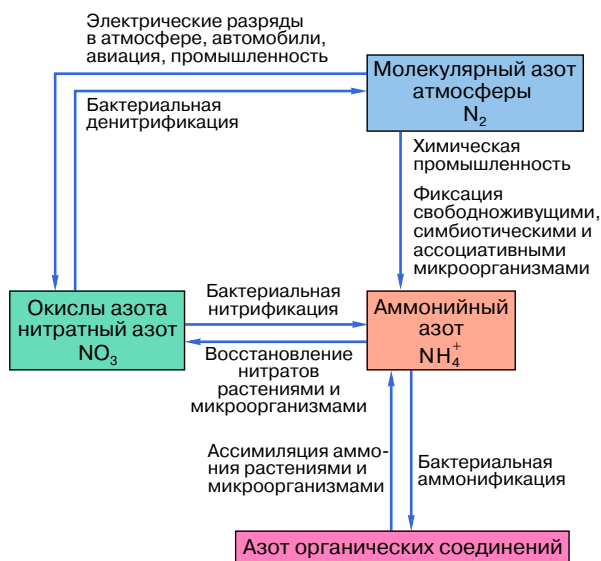 Электрические разряды
в атмосфере, автомобили,
авиация, промышленность
Молекулярный азот
атмосферы
N₂
Бактериальная
денитрификация
Химическая
промышленность
Фиксация
свободноживущими,
симбиотическими и
ассоциативными
микроорганизмами
Окислы азота
нитратный азот
NO₃
Бактериальная
нитрификация
Аммонийный
азот
NH₄⁺
Восстановление
нитратов
растениями и
микроорганизмами
Ассимиляция аммо-
ния растениями и
микроорганизмами
Бактериальная
аммонификация
Азот органических соединений